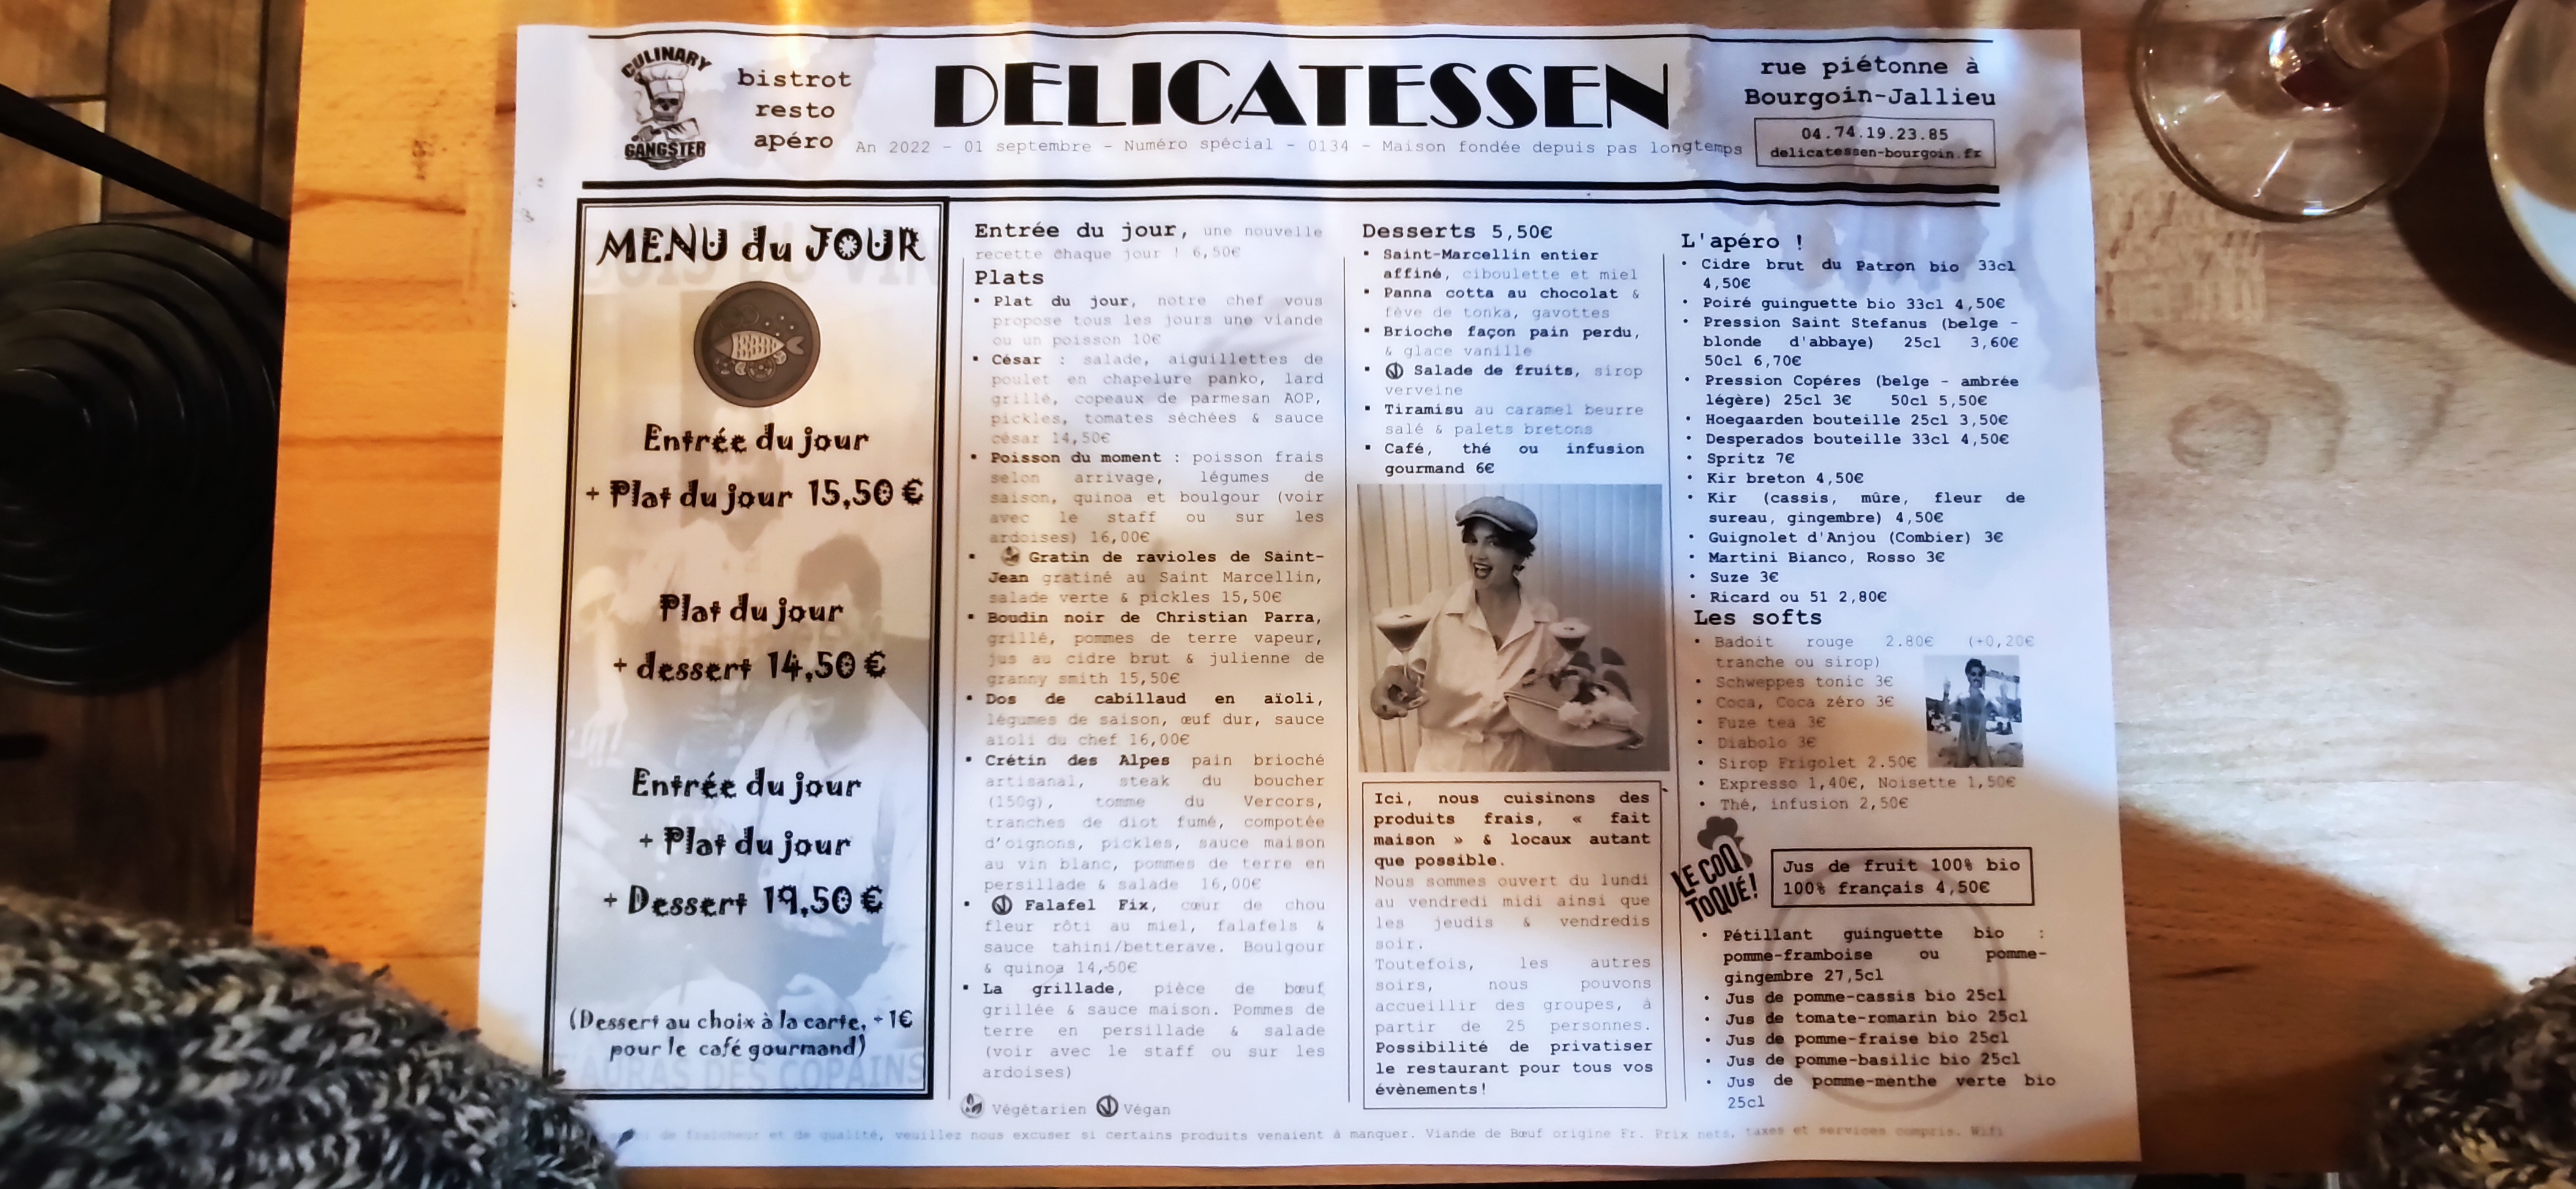 CULINARY
GANGSTER
bistrot
resto
apéro
DELICATESSEN
An 2022 - 01 septembre - Numéro spécial - 0134 - Maison fondée depuis pas longtemps
rue piétonne à
Bourgoin-Jallieu
04.74.19.23.85
delicatessen-bourgoin.fr
MENU du JOUR
Entrée du jour
+ Plat du jour 15,50 €
Plat du jour
+ dessert 14,50 €
Entrée du jour
+ Plat du jour
+ Dessert 19,50 €
(Dessert au choix à la carte, + 1€
pour le café gourmand)
AURAS DES COPAINS
Entrée du jour, une nouvelle
recette chaque jour ! 6,50€
Plats
▪ Plat du jour, notre chef vous
propose tous les jours une viande
ou un poisson 10€
▪ César : salade, aiguillettes de
poulet en chapelure panko, lard
grillé, copeaux de parmesan AOP,
pickles, tomates séchées & sauce
césar 14,50€
▪ Poisson du moment : poisson frais
selon arrivage, légumes de
saison, quinoa et boulgour (voir
avec le staff ou sur les
ardoises) 16,00€
▪ Gratin de ravioles de Saint-
Jean gratiné au Saint Marcellin,
salade verte & pickles 15,50€
▪ Boudin noir de Christian Parra,
grillé, pommes de terre vapeur,
jus au cidre brut & julienne de
granny smith 15,50€
▪ Dos de cabillaud en aïoli,
légumes de saison, œuf dur, sauce
aïoli du chef 16,00€
▪ Crétin des Alpes pain brioché
artisanal, steak du boucher
(150g), tomme du Vercors,
tranches de diot fumé, compotée
d'oignons, pickles, sauce maison
au vin blanc, pommes de terre en
persillade & salade 16,00€
▪ Falafel Fix, cœur de chou
fleur rôti au miel, falafels &
sauce tahini/betterave. Boulgour
& quinoa 14,50€
▪ La grillade, pièce de bœuf
grillée & sauce maison. Pommes de
terre en persillade & salade
(voir avec le staff ou sur les
ardoises)
Végétarien Végan
Desserts 5,50€
▪ Saint-Marcellin entier
affiné, ciboulette et miel
▪ Panna cotta au chocolat &
fève de tonka, gavottes
▪ Brioche façon pain perdu,
& glace vanille
▪ Salade de fruits, sirop
verveine
▪ Tiramisu au caramel beurre
salé & palets bretons
▪ Café, thé ou infusion
gourmand 6€
Ici, nous cuisinons des
produits frais, « fait
maison » & locaux autant
que possible.
Nous sommes ouvert du lundi
au vendredi midi ainsi que
les jeudis & vendredis
soir.
Toutefois, les autres
soirs, nous pouvons
accueillir des groupes, à
partir de 25 personnes.
Possibilité de privatiser
le restaurant pour tous vos
évènements!
L'apéro !
• Cidre brut du Patron bio 33cl
4,50€
• Poiré guinguette bio 33cl 4,50€
• Pression Saint Stefanus (belge -
blonde d'abbaye) 25cl 3,60€
50cl 6,70€
• Pression Copéres (belge - ambrée
légère) 25cl 3€ 50cl 5,50€
• Hoegaarden bouteille 25cl 3,50€
• Desperados bouteille 33cl 4,50€
• Spritz 7€
• Kir breton 4,50€
• Kir (cassis, mûre, fleur de
sureau, gingembre) 4,50€
• Guignolet d'Anjou (Combier) 3€
• Martini Bianco, Rosso 3€
• Suze 3€
• Ricard ou 51 2,80€
Les softs
• Badoit rouge 2.80€ (+0,20€
tranche ou sirop)
• Schweppes tonic 3€
• Coca, Coca zéro 3€
• Fuze tea 3€
• Diabolo 3€
• Sirop Frigolet 2.50€
• Expresso 1,40€, Noisette 1,50€
• Thé, infusion 2,50€
LE COQ
TOQUÉ!
Jus de fruit 100% bio
100% français 4,50€
• Pétillant guinguette bio :
pomme-framboise ou pomme-
gingembre 27,5cl
• Jus de pomme-cassis bio 25cl
• Jus de tomate-romarin bio 25cl
• Jus de pomme-fraise bio 25cl
• Jus de pomme-basilic bio 25cl
• Jus de pomme-menthe verte bio
25cl
de fraîcheur et de qualité, veuillez nous excuser si certains produits venaient à manquer. Viande de Bœuf origine Fr. Prix nets, taxes et services compris. Wifi